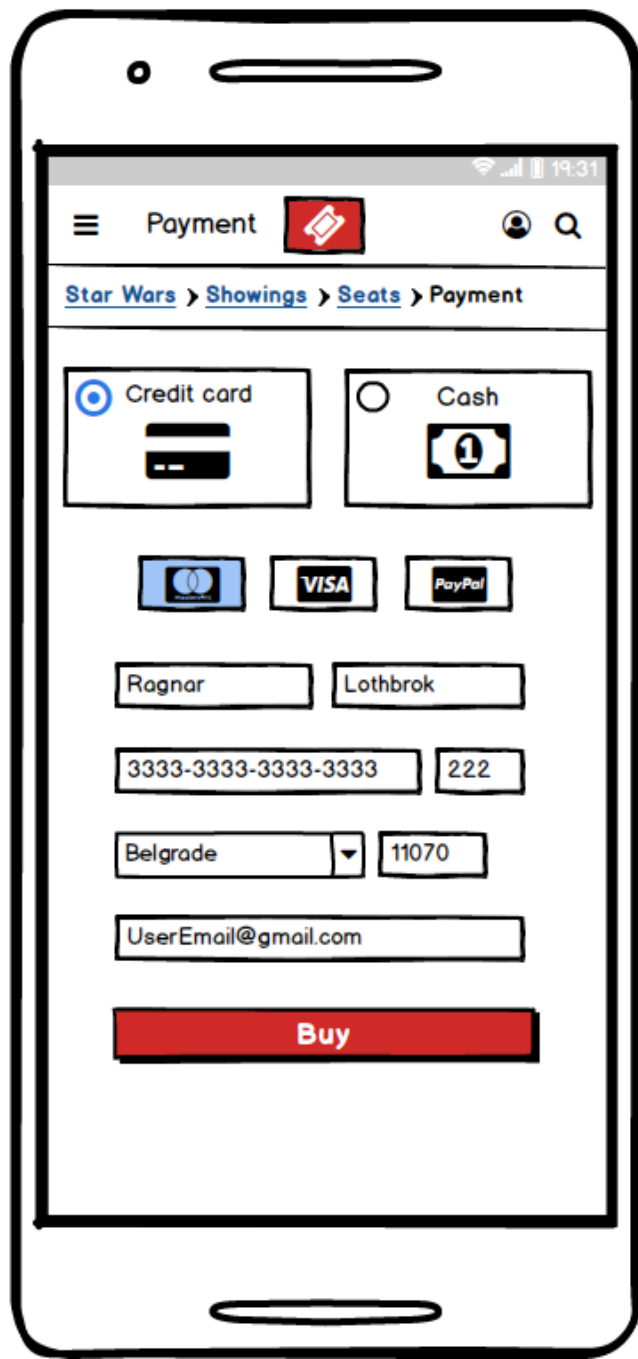 19:31
Payment
Star Wars > Showings > Seats > Payment
Credit card Cash
1
VISA PayPal
Ragnar Lothbrok
3333-3333-3333-3333 222
Belgrade 11070
UserEmail@gmail.com
Buy